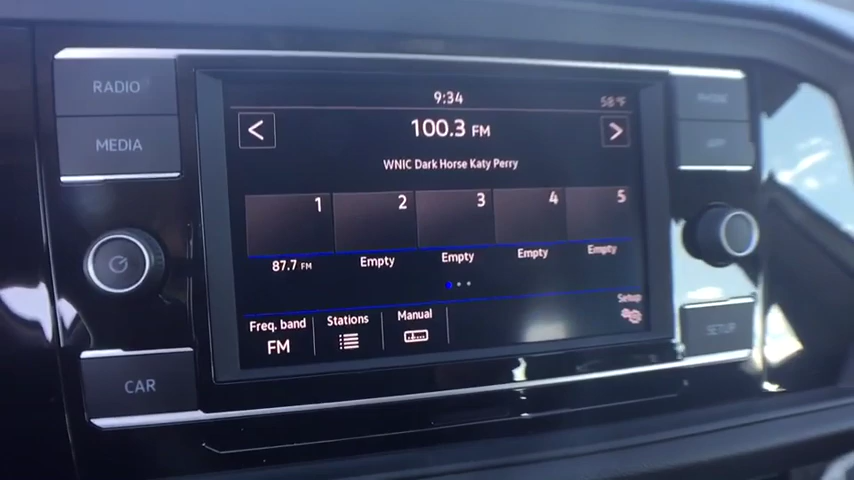 RADIO
MEDIA
CAR
9:34
58°F
100.3 FM
WNIC Dark Horse Katy Perry
1 2 3 4 5
87.7 FM Empty Empty Empty Empty
Freq. band Stations Manual Setup
FM
PHONE
SETUP